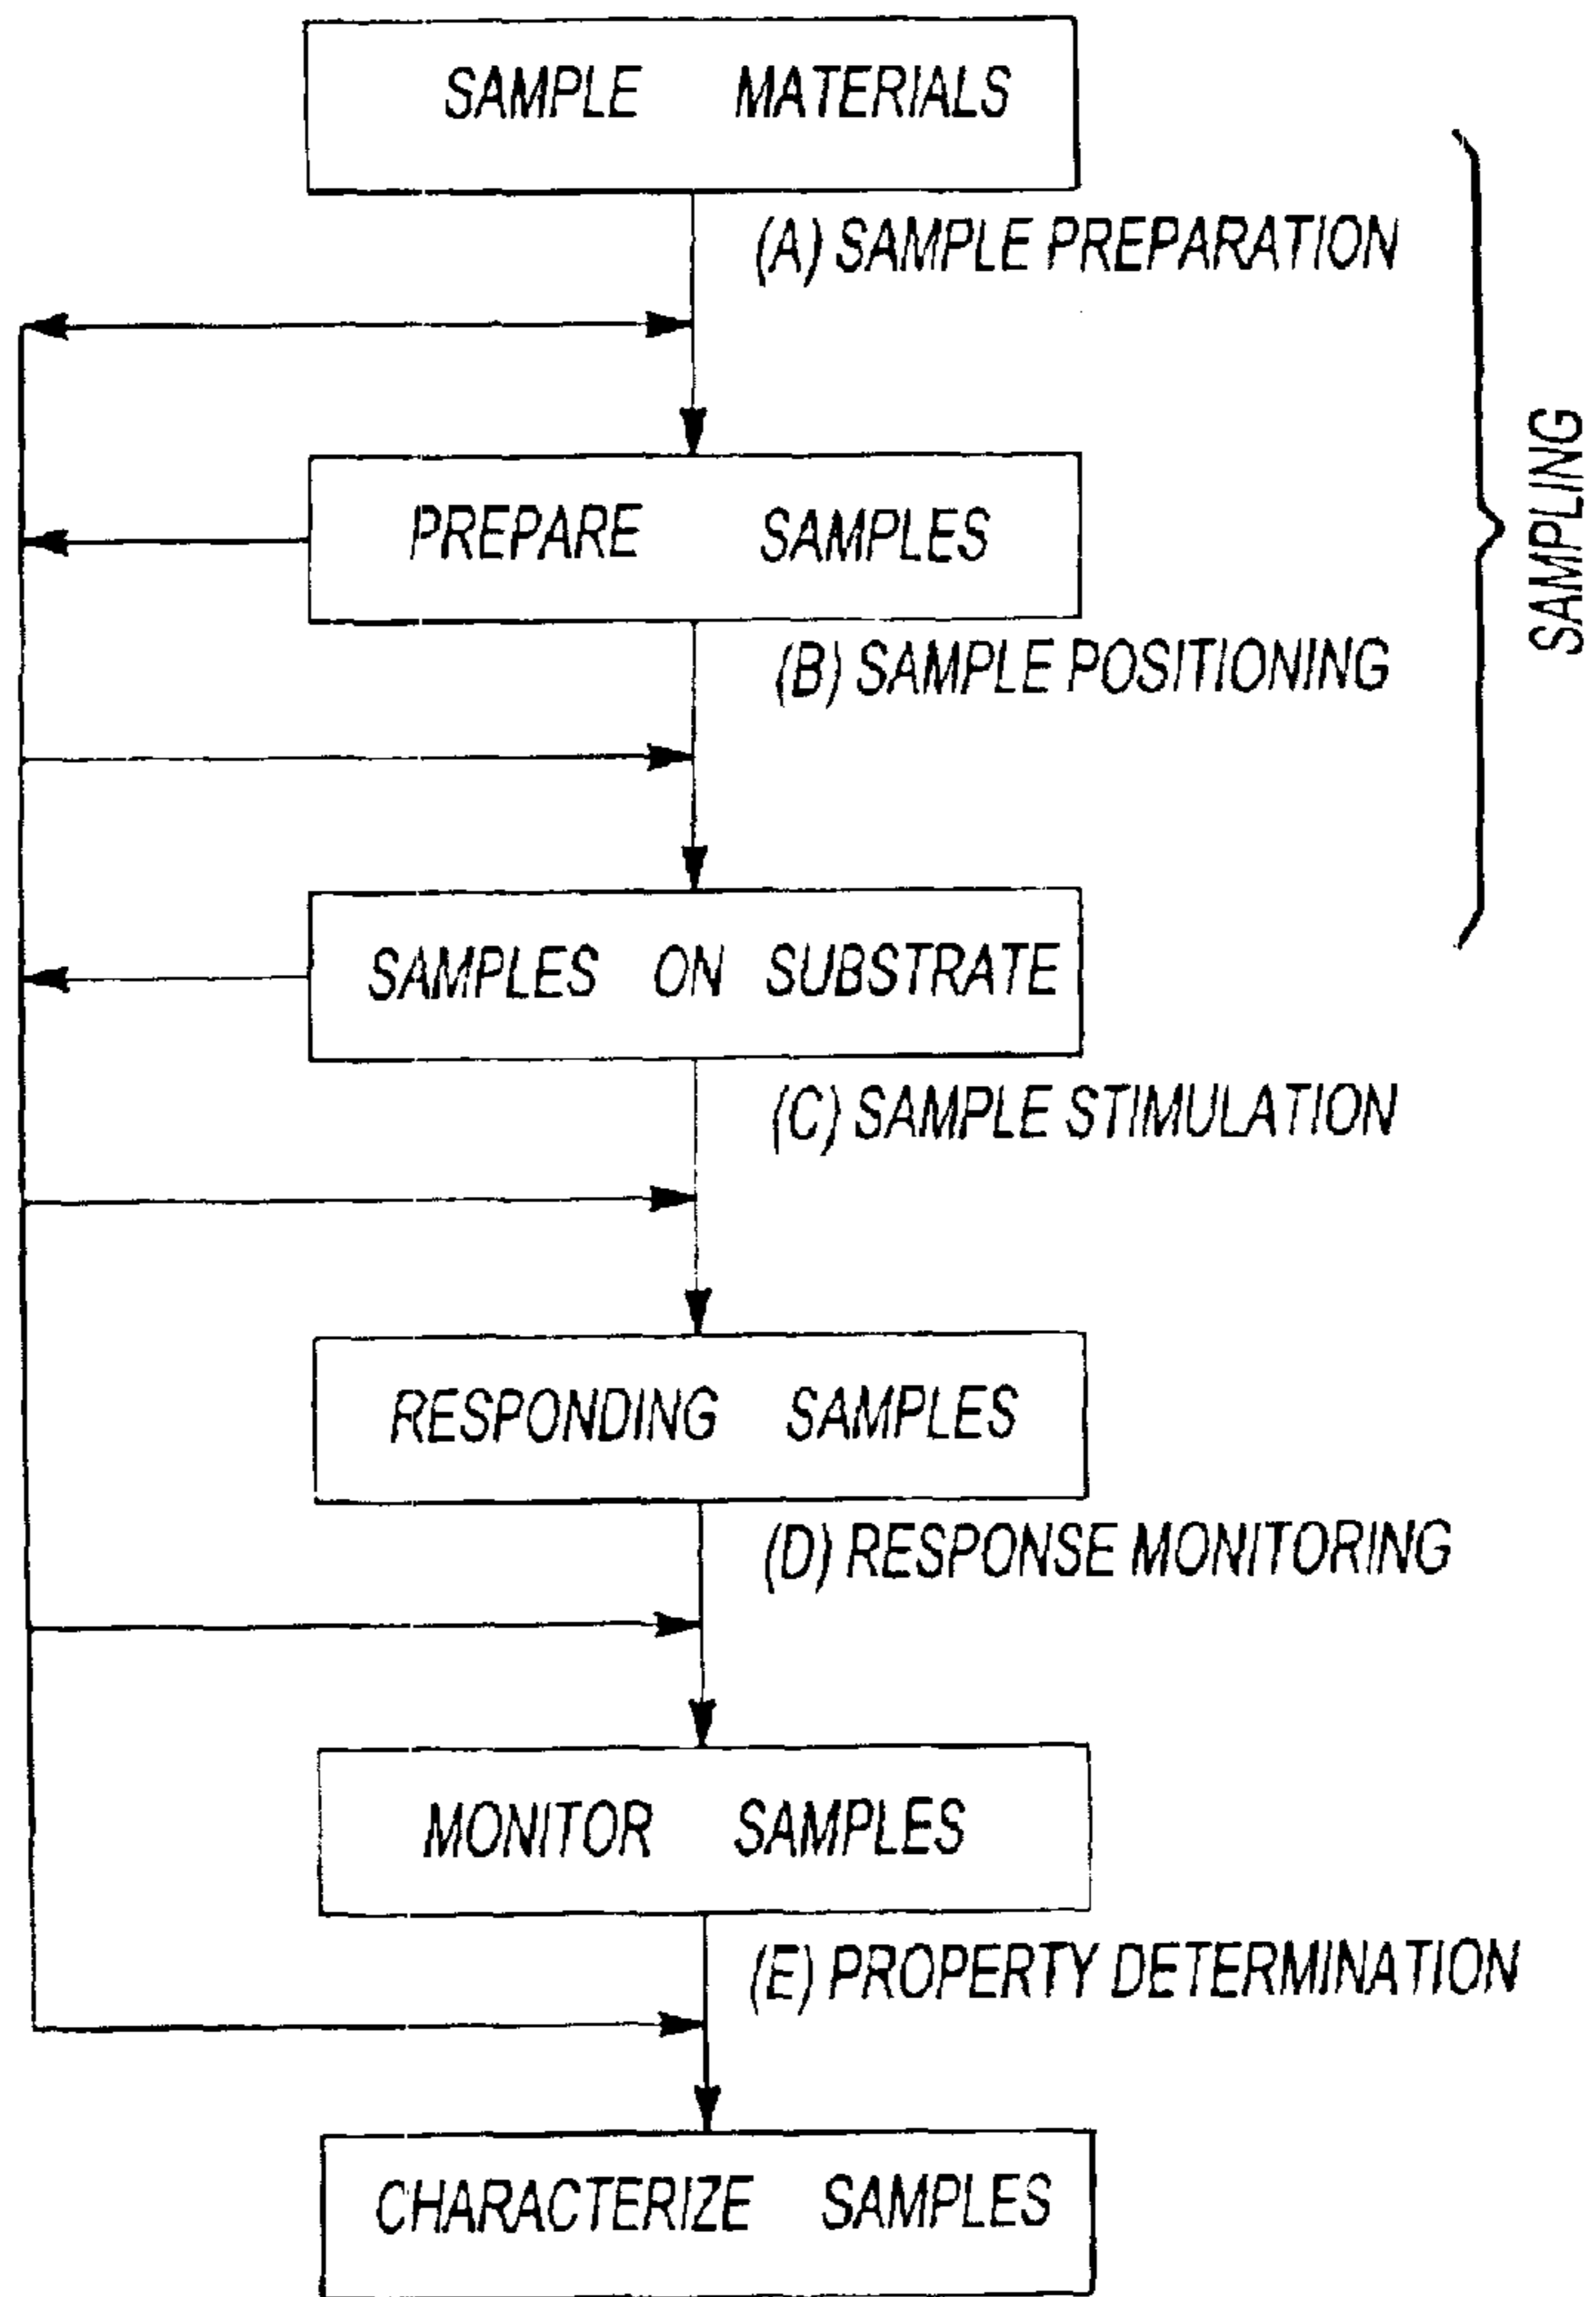 SAMPLE MATERIALS
(A) SAMPLE PREPARATION
PREPARE SAMPLES
(B) SAMPLE POSITIONING
SAMPLING
SAMPLES ON SUBSTRATE
(C) SAMPLE STIMULATION
RESPONDING SAMPLES
(D) RESPONSE MONITORING
MONITOR SAMPLES
(E) PROPERTY DETERMINATION
CHARACTERIZE SAMPLES